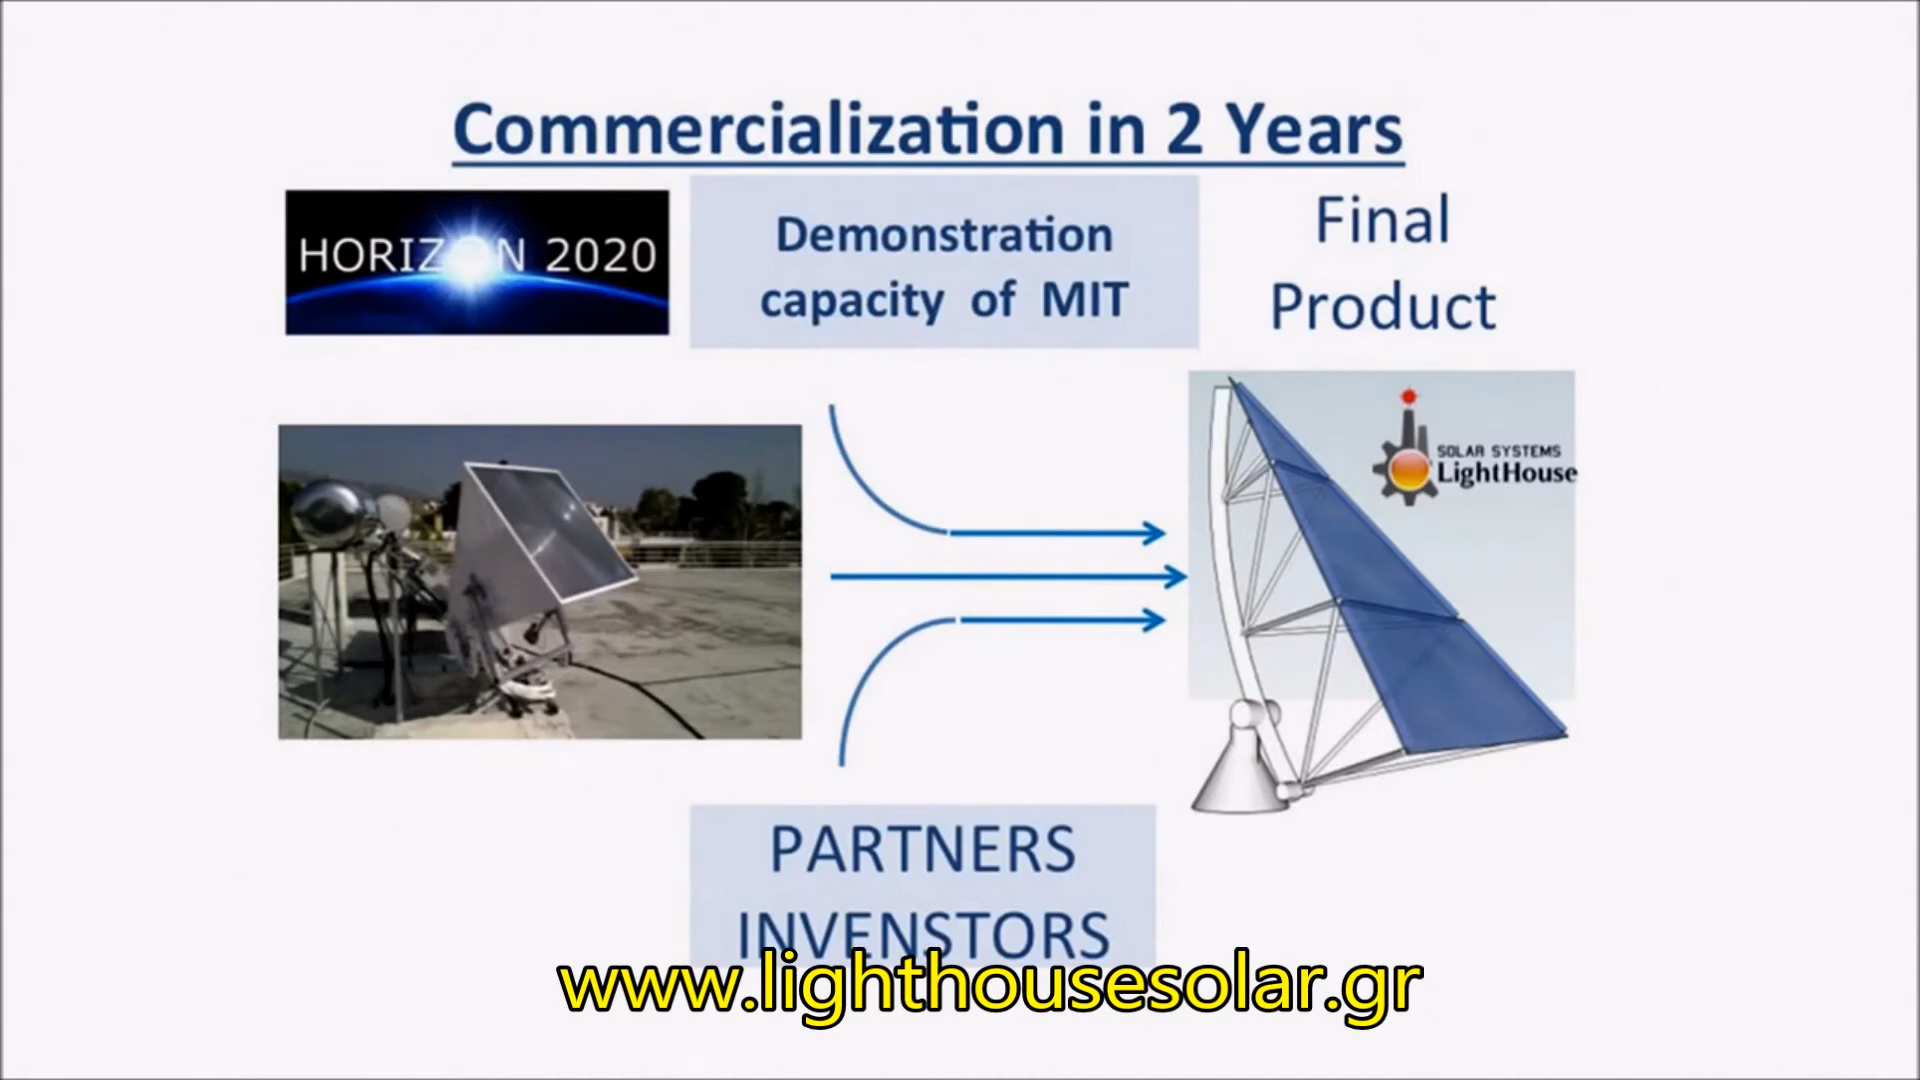 Commercialization in 2 Years
HORIZON 2020
Demonstration
capacity of MIT
Final
Product
SOLAR SYSTEMS
LightHouse
PARTNERS
INVENSTORS
www.lighthousesolar.gr